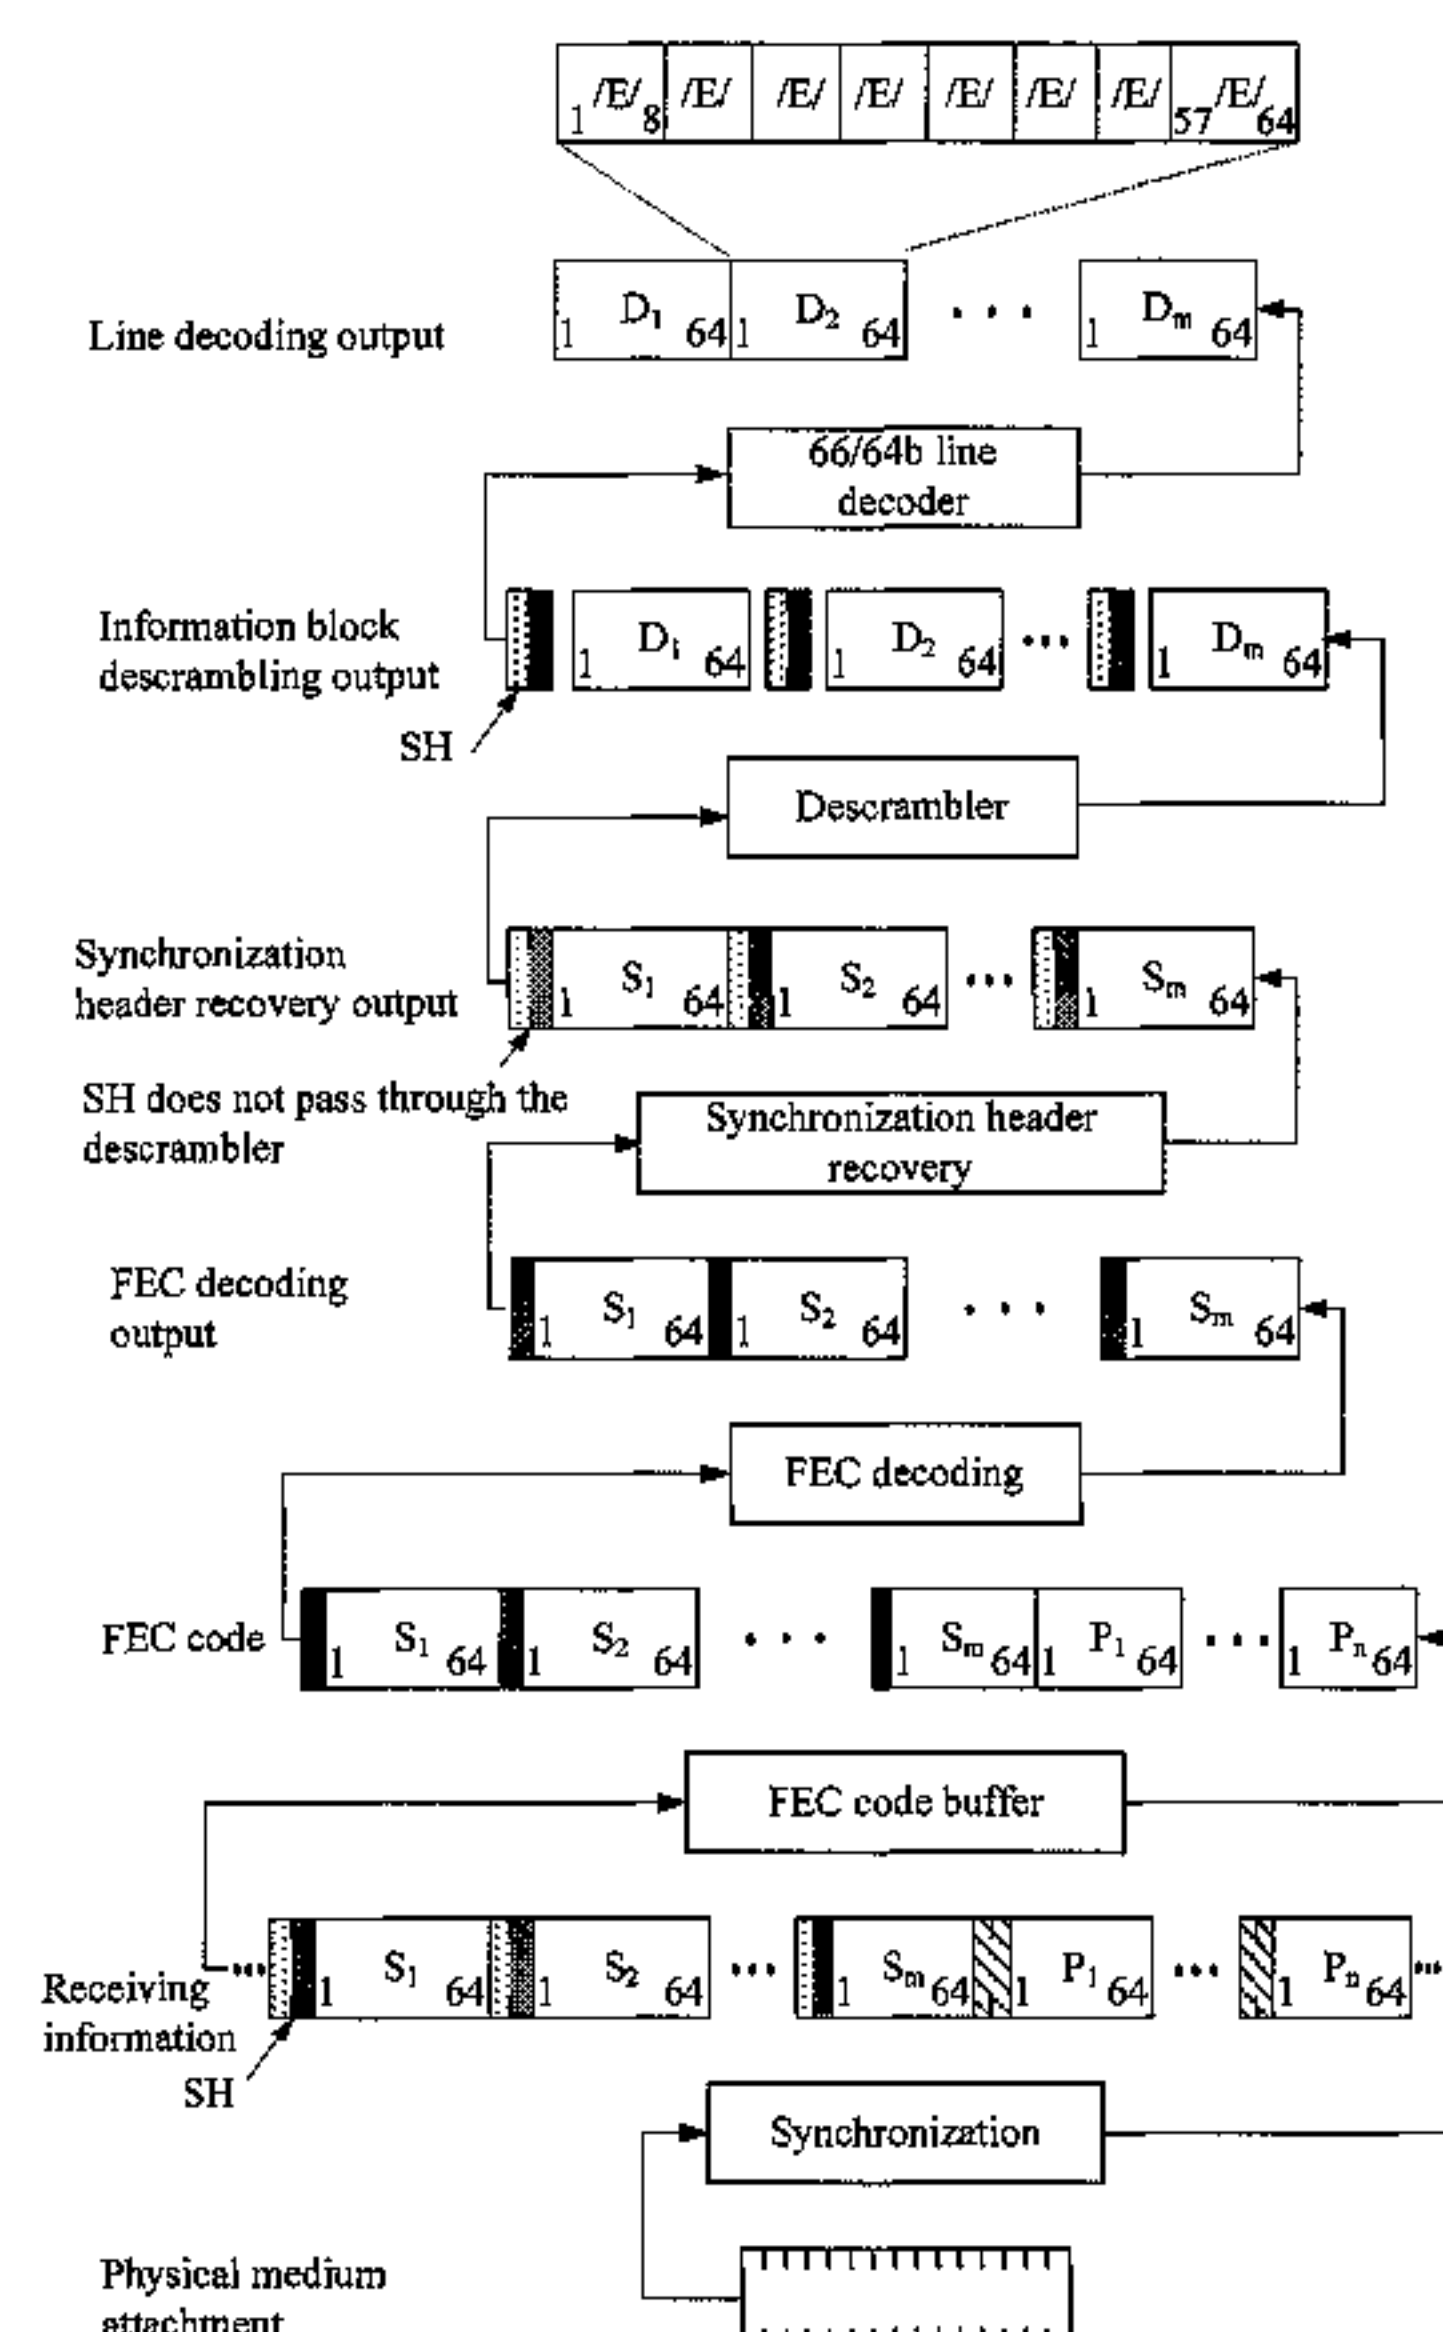 /E/ /E/ /E/ /E/ /E/ /E/ /E/ /E/
1 8 57 64
D1 D2 ... Dm
Line decoding output
1 64 1 64 1 64
66/64b line
decoder
Information block
descrambling output
D1 D2 ... Dm
1 64 1 64 1 64
SH
Descrambler
Synchronization
header recovery output
S1 S2 ... Sm
1 64 1 64 1 64
SH does not pass through the
descrambler
Synchronization header
recovery
FEC decoding
output
S1 S2 ... Sm
1 64 1 64 1 64
FEC decoding
FEC code
S1 S2 ... Sm P1 ... Pn
1 64 1 64 1 64 1 64 1 64
FEC code buffer
... S1 S2 ... Sm P1 ... Pn ...
1 64 1 64 1 64 1 64 1 64
Receiving
information
SH
Synchronization
Physical medium
attachment